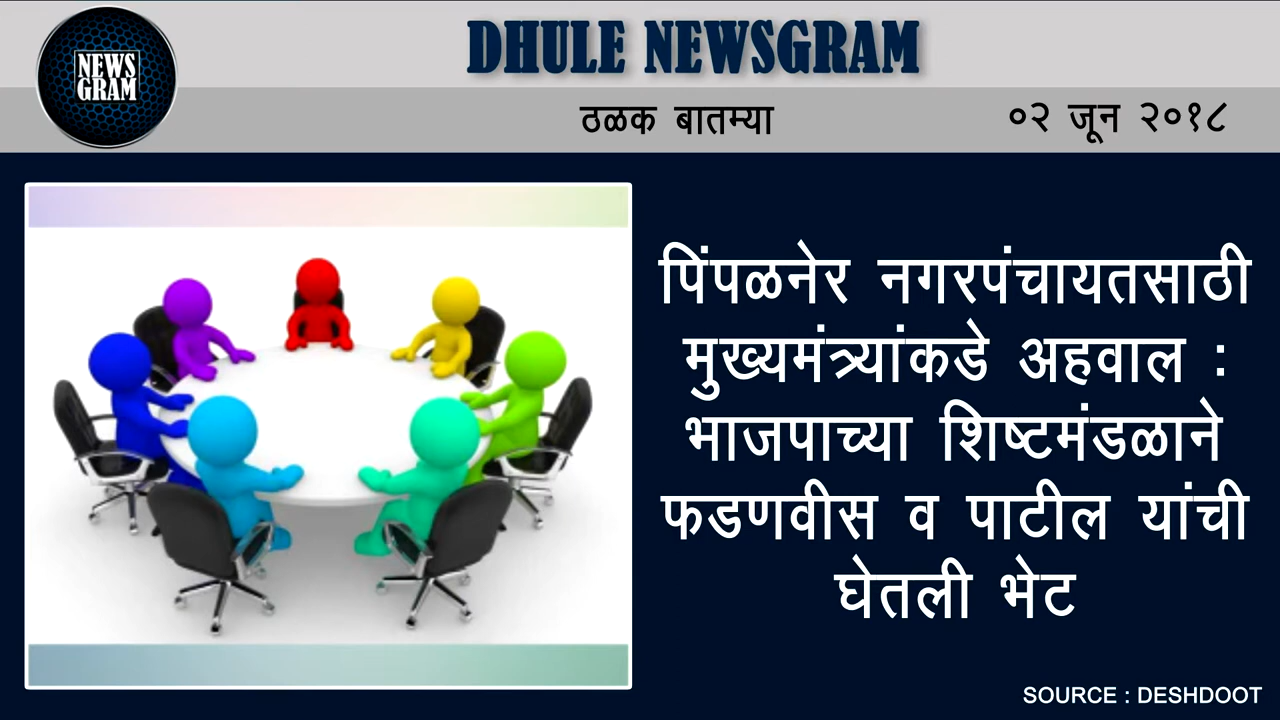 NEWS
GRAM
DHULE NEWSGRAM
ठळक बातम्या
०२ जून २०१८
पिंपळनेर नगरपंचायतसाठी
मुख्यमंत्र्यांकडे अहवाल :
भाजपाच्या शिष्टमंडळाने
फडणवीस व पाटील यांची
घेतली भेट
SOURCE : DESHDOOT